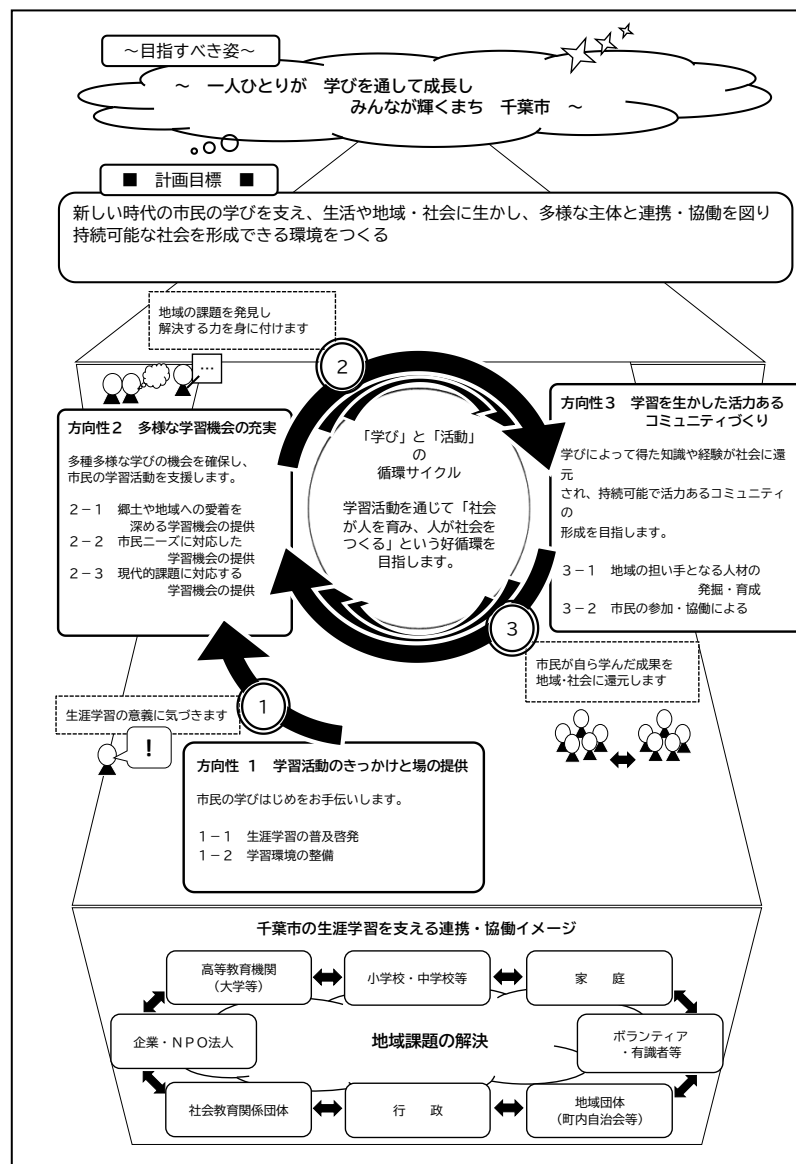 ～目指すべき姿～
～　一人ひとりが　学びを通して成長し
みんなが輝くまち　千葉市　～
■　計画目標　■
新しい時代の市民の学びを支え、生活や地域・社会に生かし、多様な主体と連携・協働を図り
持続可能な社会を形成できる環境をつくる
地域の課題を発見し
解決する力を身に付けます
…
2
方向性２　多様な学習機会の充実
多種多様な学びの機会を確保し、
市民の学習活動を支援します。
２－１　郷土や地域への愛着を
深める学習機会の提供
２－２　市民ニーズに対応した
学習機会の提供
２－３　現代的課題に対応する
学習機会の提供
「学び」と「活動」
の
循環サイクル
学習活動を通じて「社会
が人を育み、人が社会を
つくる」という好循環を
目指します。
方向性３　学習を生かした活力ある
コミュニティづくり
学びによって得た知識や経験が社会に還
元
され、持続可能で活力あるコミュニティ
の
形成を目指します。
３－１　地域の担い手となる人材の
発掘・育成
３－２　市民の参加・協働による
3
市民が自ら学んだ成果を
地域・社会に還元します
1
生涯学習の意義に気づきます
！
方向性　１　学習活動のきっかけと場の提供
市民の学びはじめをお手伝いします。
１－１　生涯学習の普及啓発
１－２　学習環境の整備
千葉市の生涯学習を支える連携・協働イメージ
高等教育機関
（大学等）
小学校・中学校等
家　　庭
企業・ＮＰＯ法人
地域課題の解決
ボランティア
・有識者等
社会教育関係団体
行　　政
地域団体
（町内自治会等）